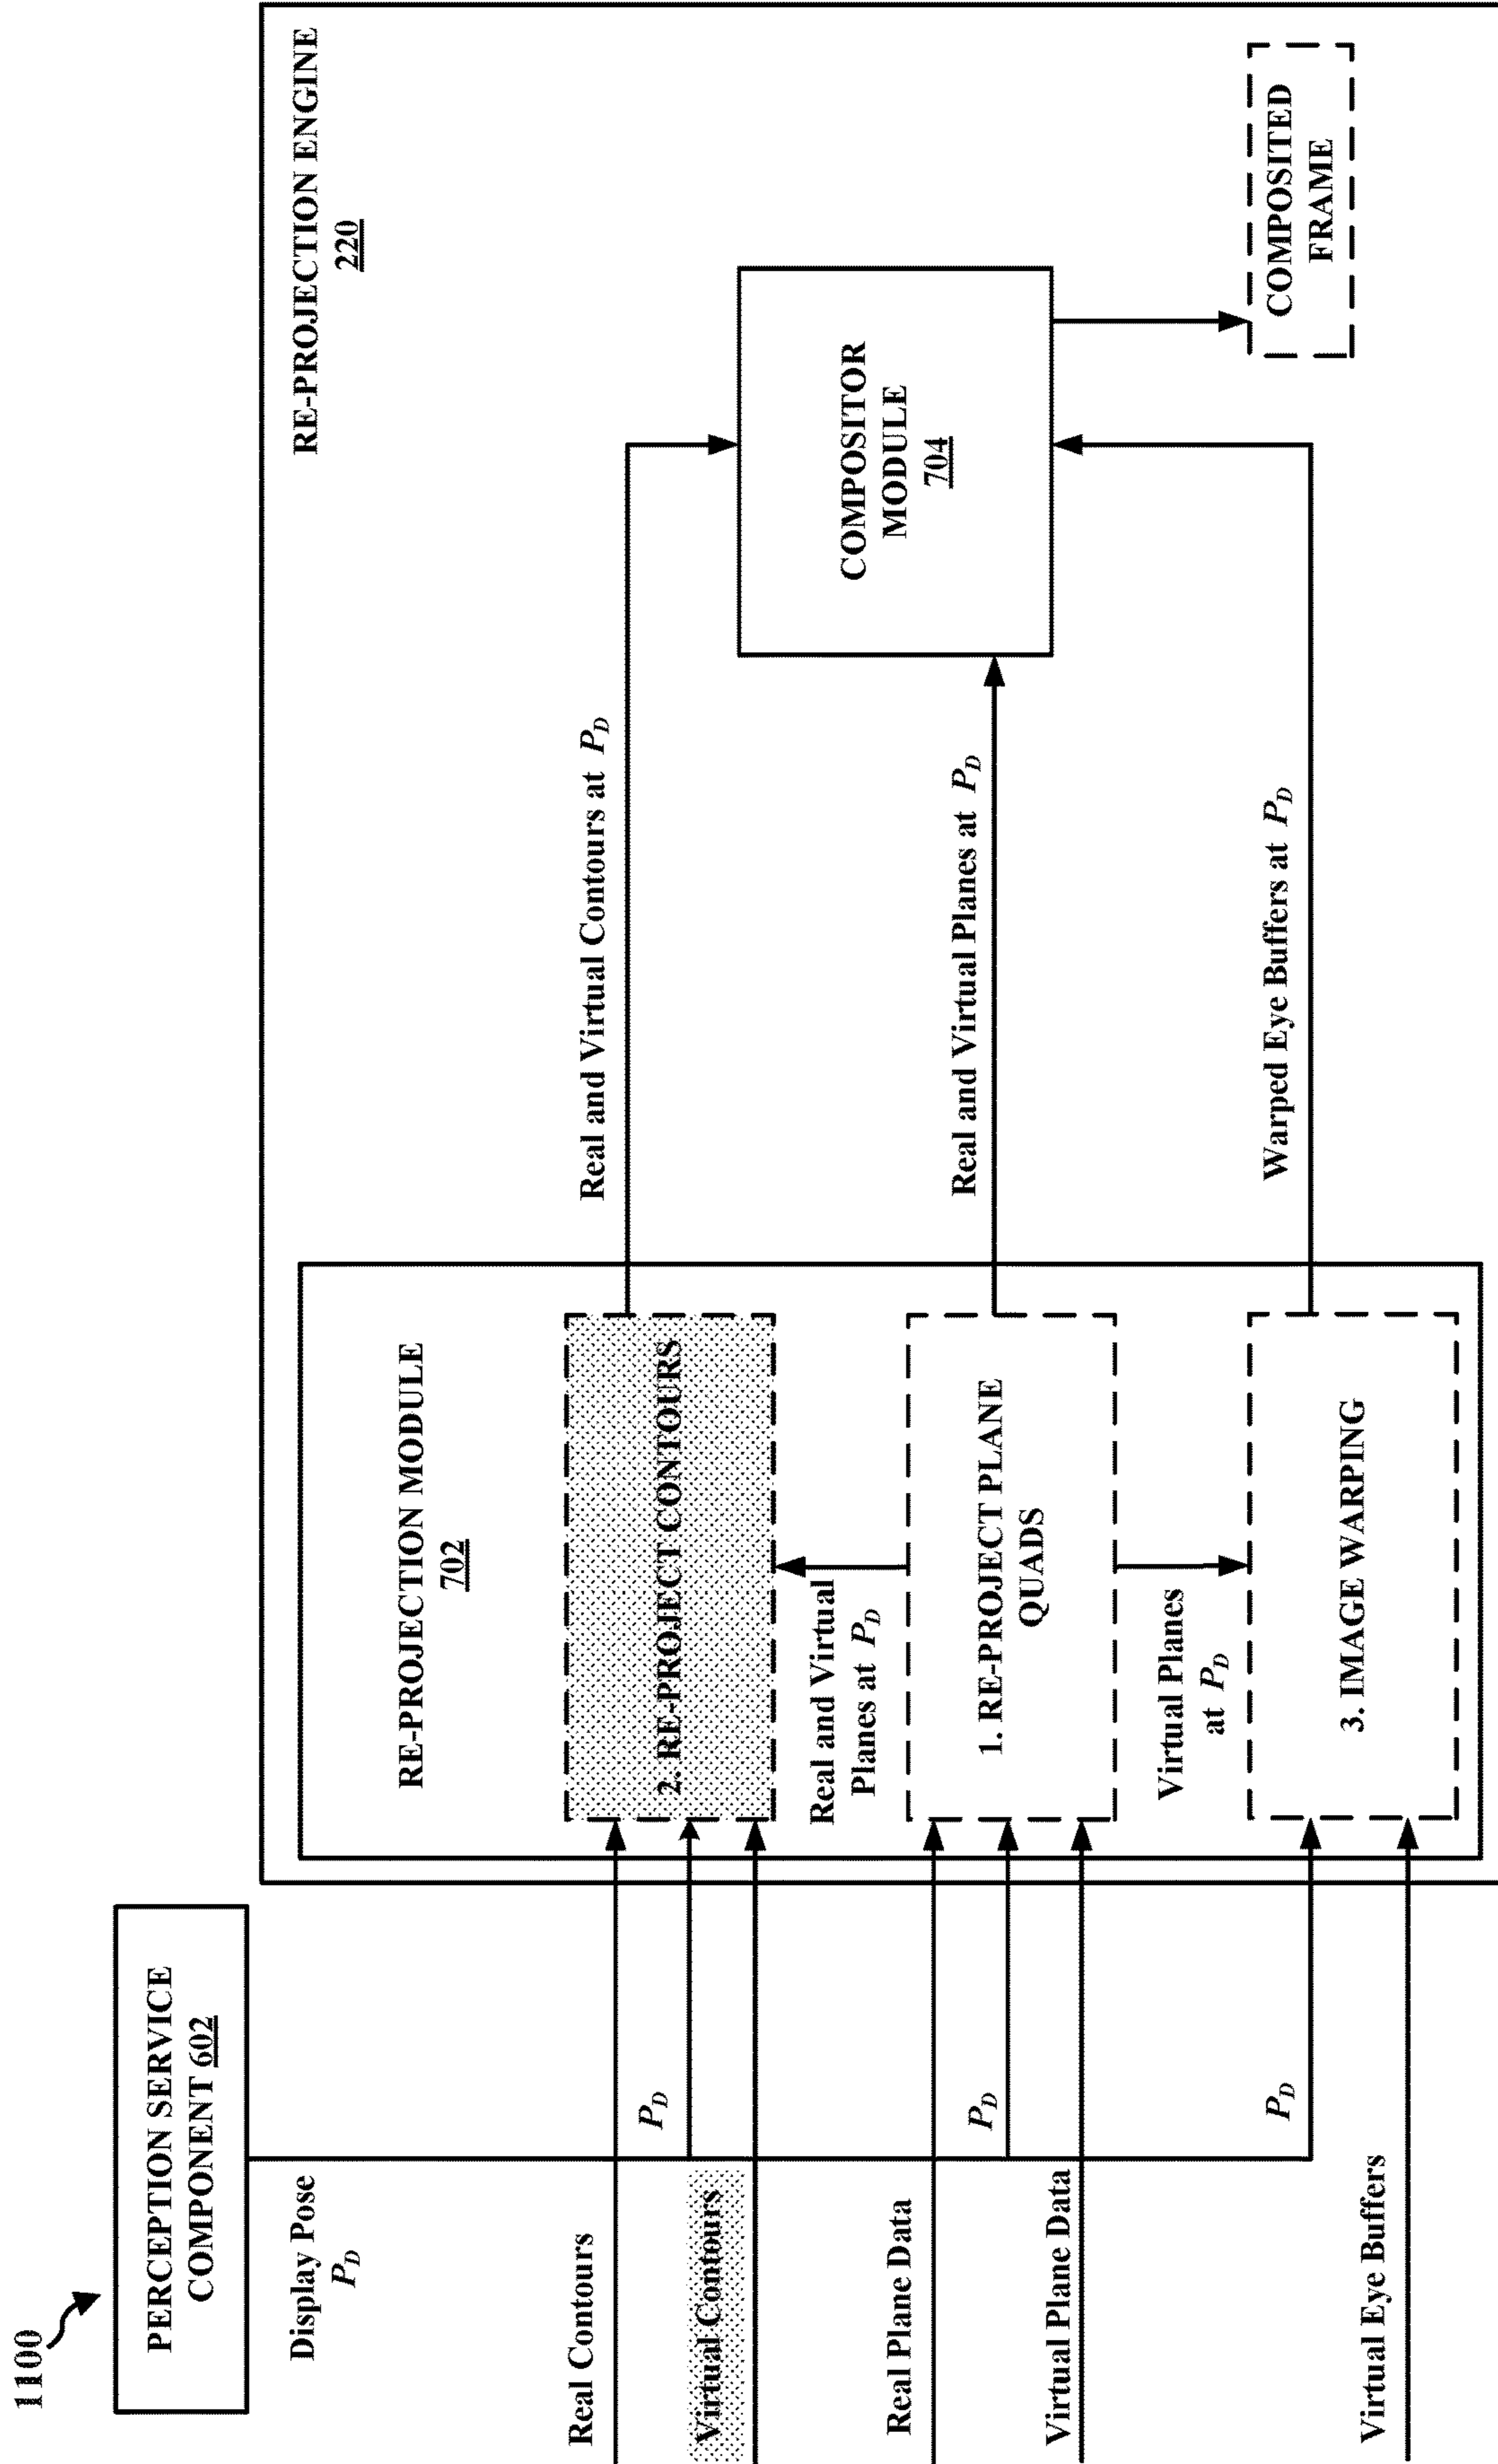 1100
PERCEPTION SERVICE
COMPONENT 602
Display Pose
P_D
Real Contours
P_D
Virtual Contours
Real Plane Data
P_D
Virtual Plane Data
P_D
Virtual Eye Buffers
RE-PROJECTION ENGINE
220
RE-PROJECTION MODULE
702
2. RE-PROJECT CONTOURS
Real and Virtual
Planes at P_D
1. RE-PROJECT PLANE
QUADS
Virtual Planes
at P_D
3. IMAGE WARPING
Real and Virtual Contours at P_D
Real and Virtual Planes at P_D
Warped Eye Buffers at P_D
COMPOSITOR
MODULE
704
COMPOSITED
FRAME